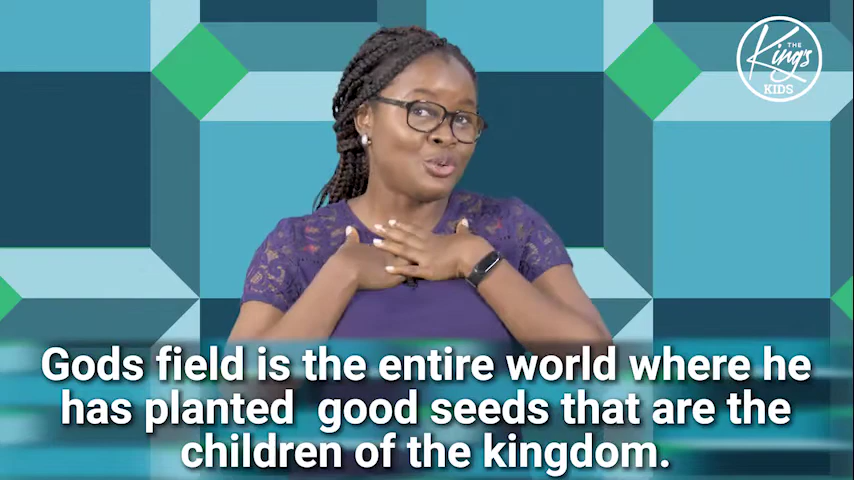 THE
King's
KIDS
Gods field is the entire world where he
has planted  good seeds that are the
children of the kingdom.